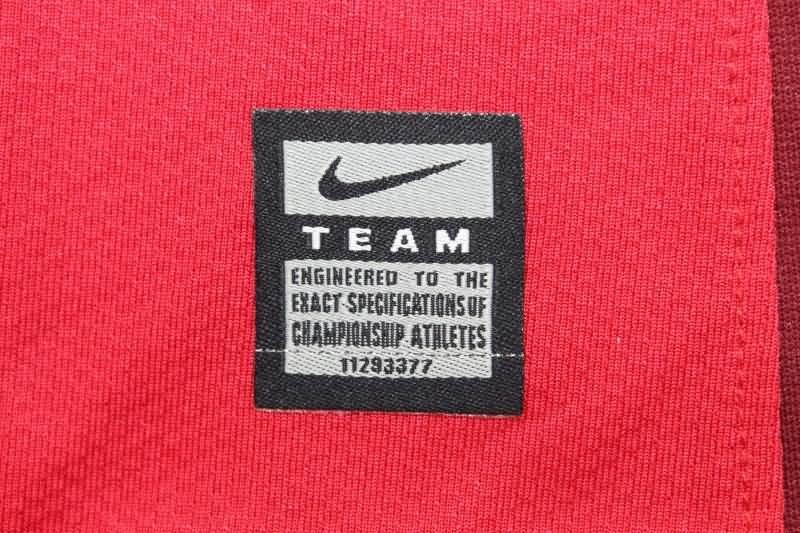 TEAM
ENGINEERED TO THE
EXACT SPECIFICATIONS OF
CHAMPIONSHIP ATHLETES
11293377